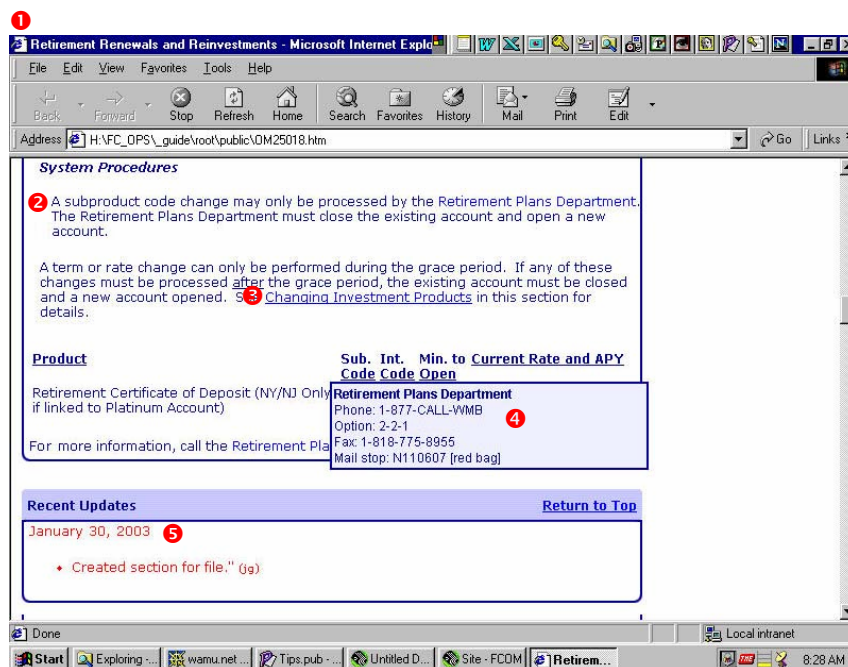 1
Retirement Renewals and Reinvestments - Microsoft Internet Explo
File Edit View Favorites Tools Help
Back Forward Stop Refresh Home Search Favorites History Mail Print Edit
Address H:\FC_OPS\_guide\root\public\OM25018.htm Go Links
System Procedures
2 A subproduct code change may only be processed by the Retirement Plans Department.
The Retirement Plans Department must close the existing account and open a new
account.
A term or rate change can only be performed during the grace period. If any of these
changes must be processed after the grace period, the existing account must be closed
and a new account opened. S 3 Changing Investment Products in this section for
details.
Product Sub. Int. Min. to Current Rate and APY
Code Code Open
Retirement Certificate of Deposit (NY/NJ Only
if linked to Platinum Account)
For more information, call the Retirement Pla
Retirement Plans Department
Phone: 1-877-CALL-WMB
4
Option: 2-2-1
Fax: 1-818-775-8955
Mail stop: N110607 [red bag]
Recent Updates Return to Top
January 30, 2003 5
Created section for file." (jg)
Done Local intranet
Start Exploring -... wamu.net ... Tips.pub - ... Untitled D... Site - FCOM Retirem... 8:28 AM